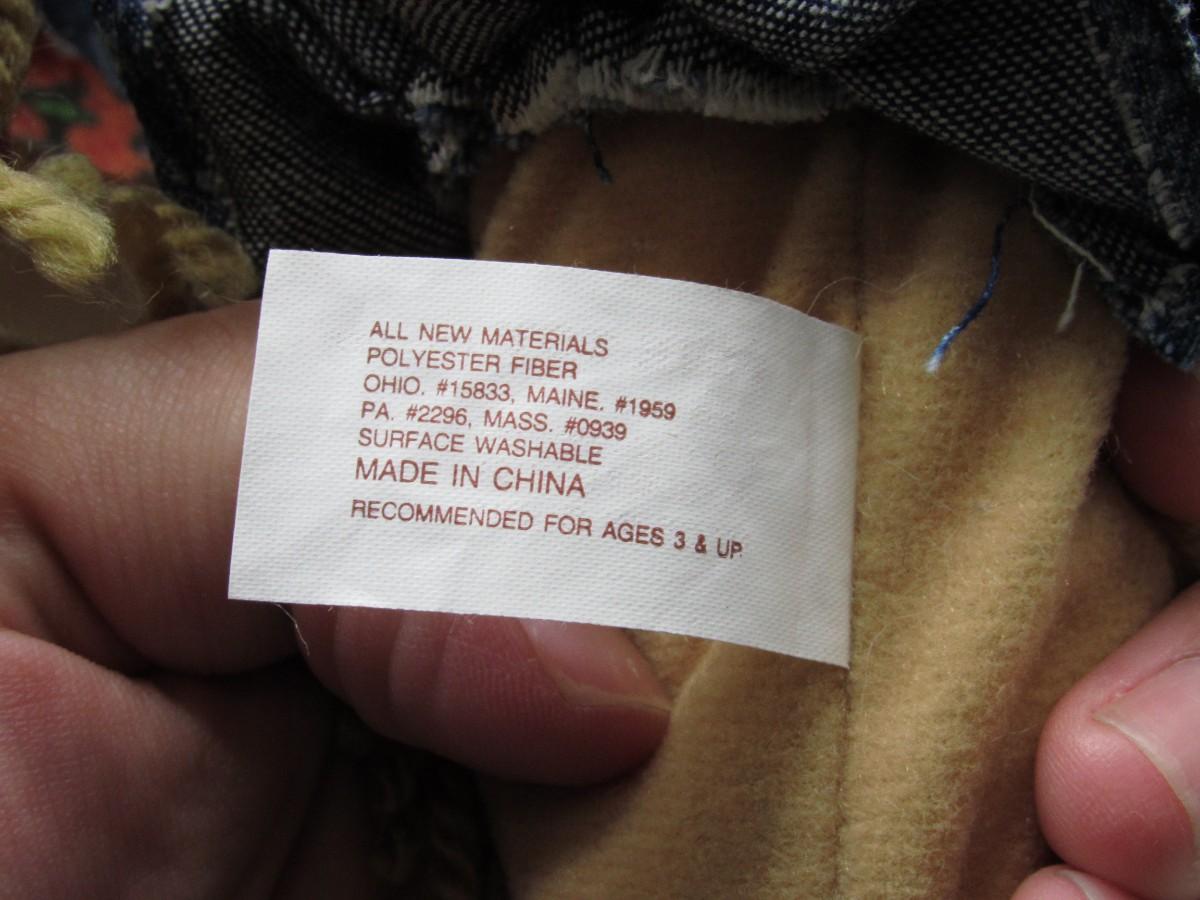 ALL NEW MATERIALS
POLYESTER FIBER
OHIO. #15833, MAINE. #1959
PA. #2296, MASS. #0939
SURFACE WASHABLE
MADE IN CHINA
RECOMMENDED FOR AGES 3 & UP.